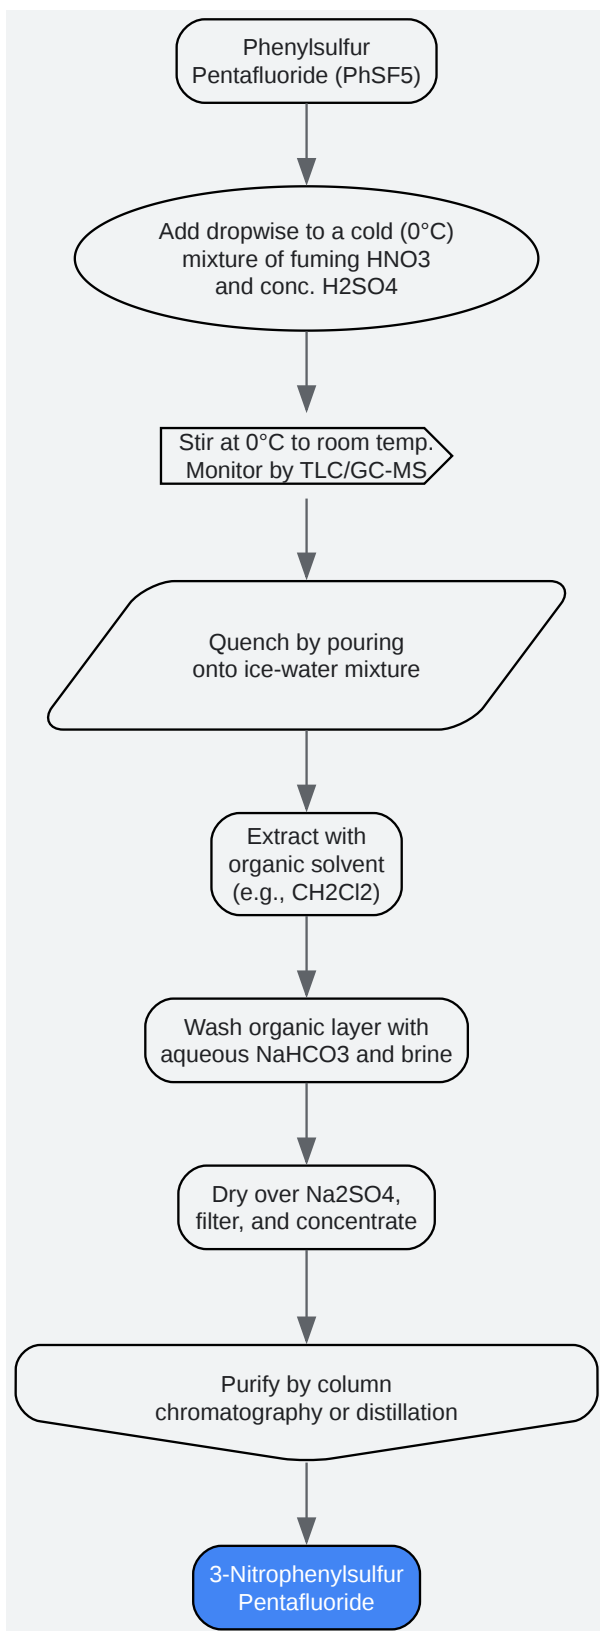 Phenylsulfur
Pentafluoride (PhSF5)
Add dropwise to a cold (0°C)
mixture of fuming HNO3
and conc. H2SO4
Stir at 0°C to room temp.
Monitor by TLC/GC-MS
Quench by pouring
onto ice-water mixture
Extract with
organic solvent
(e.g., CH2Cl2)
Wash organic layer with
aqueous NaHCO3 and brine
Dry over Na2SO4,
filter, and concentrate
Purify by column
chromatography or distillation
3-Nitrophenylsulfur
Pentafluoride